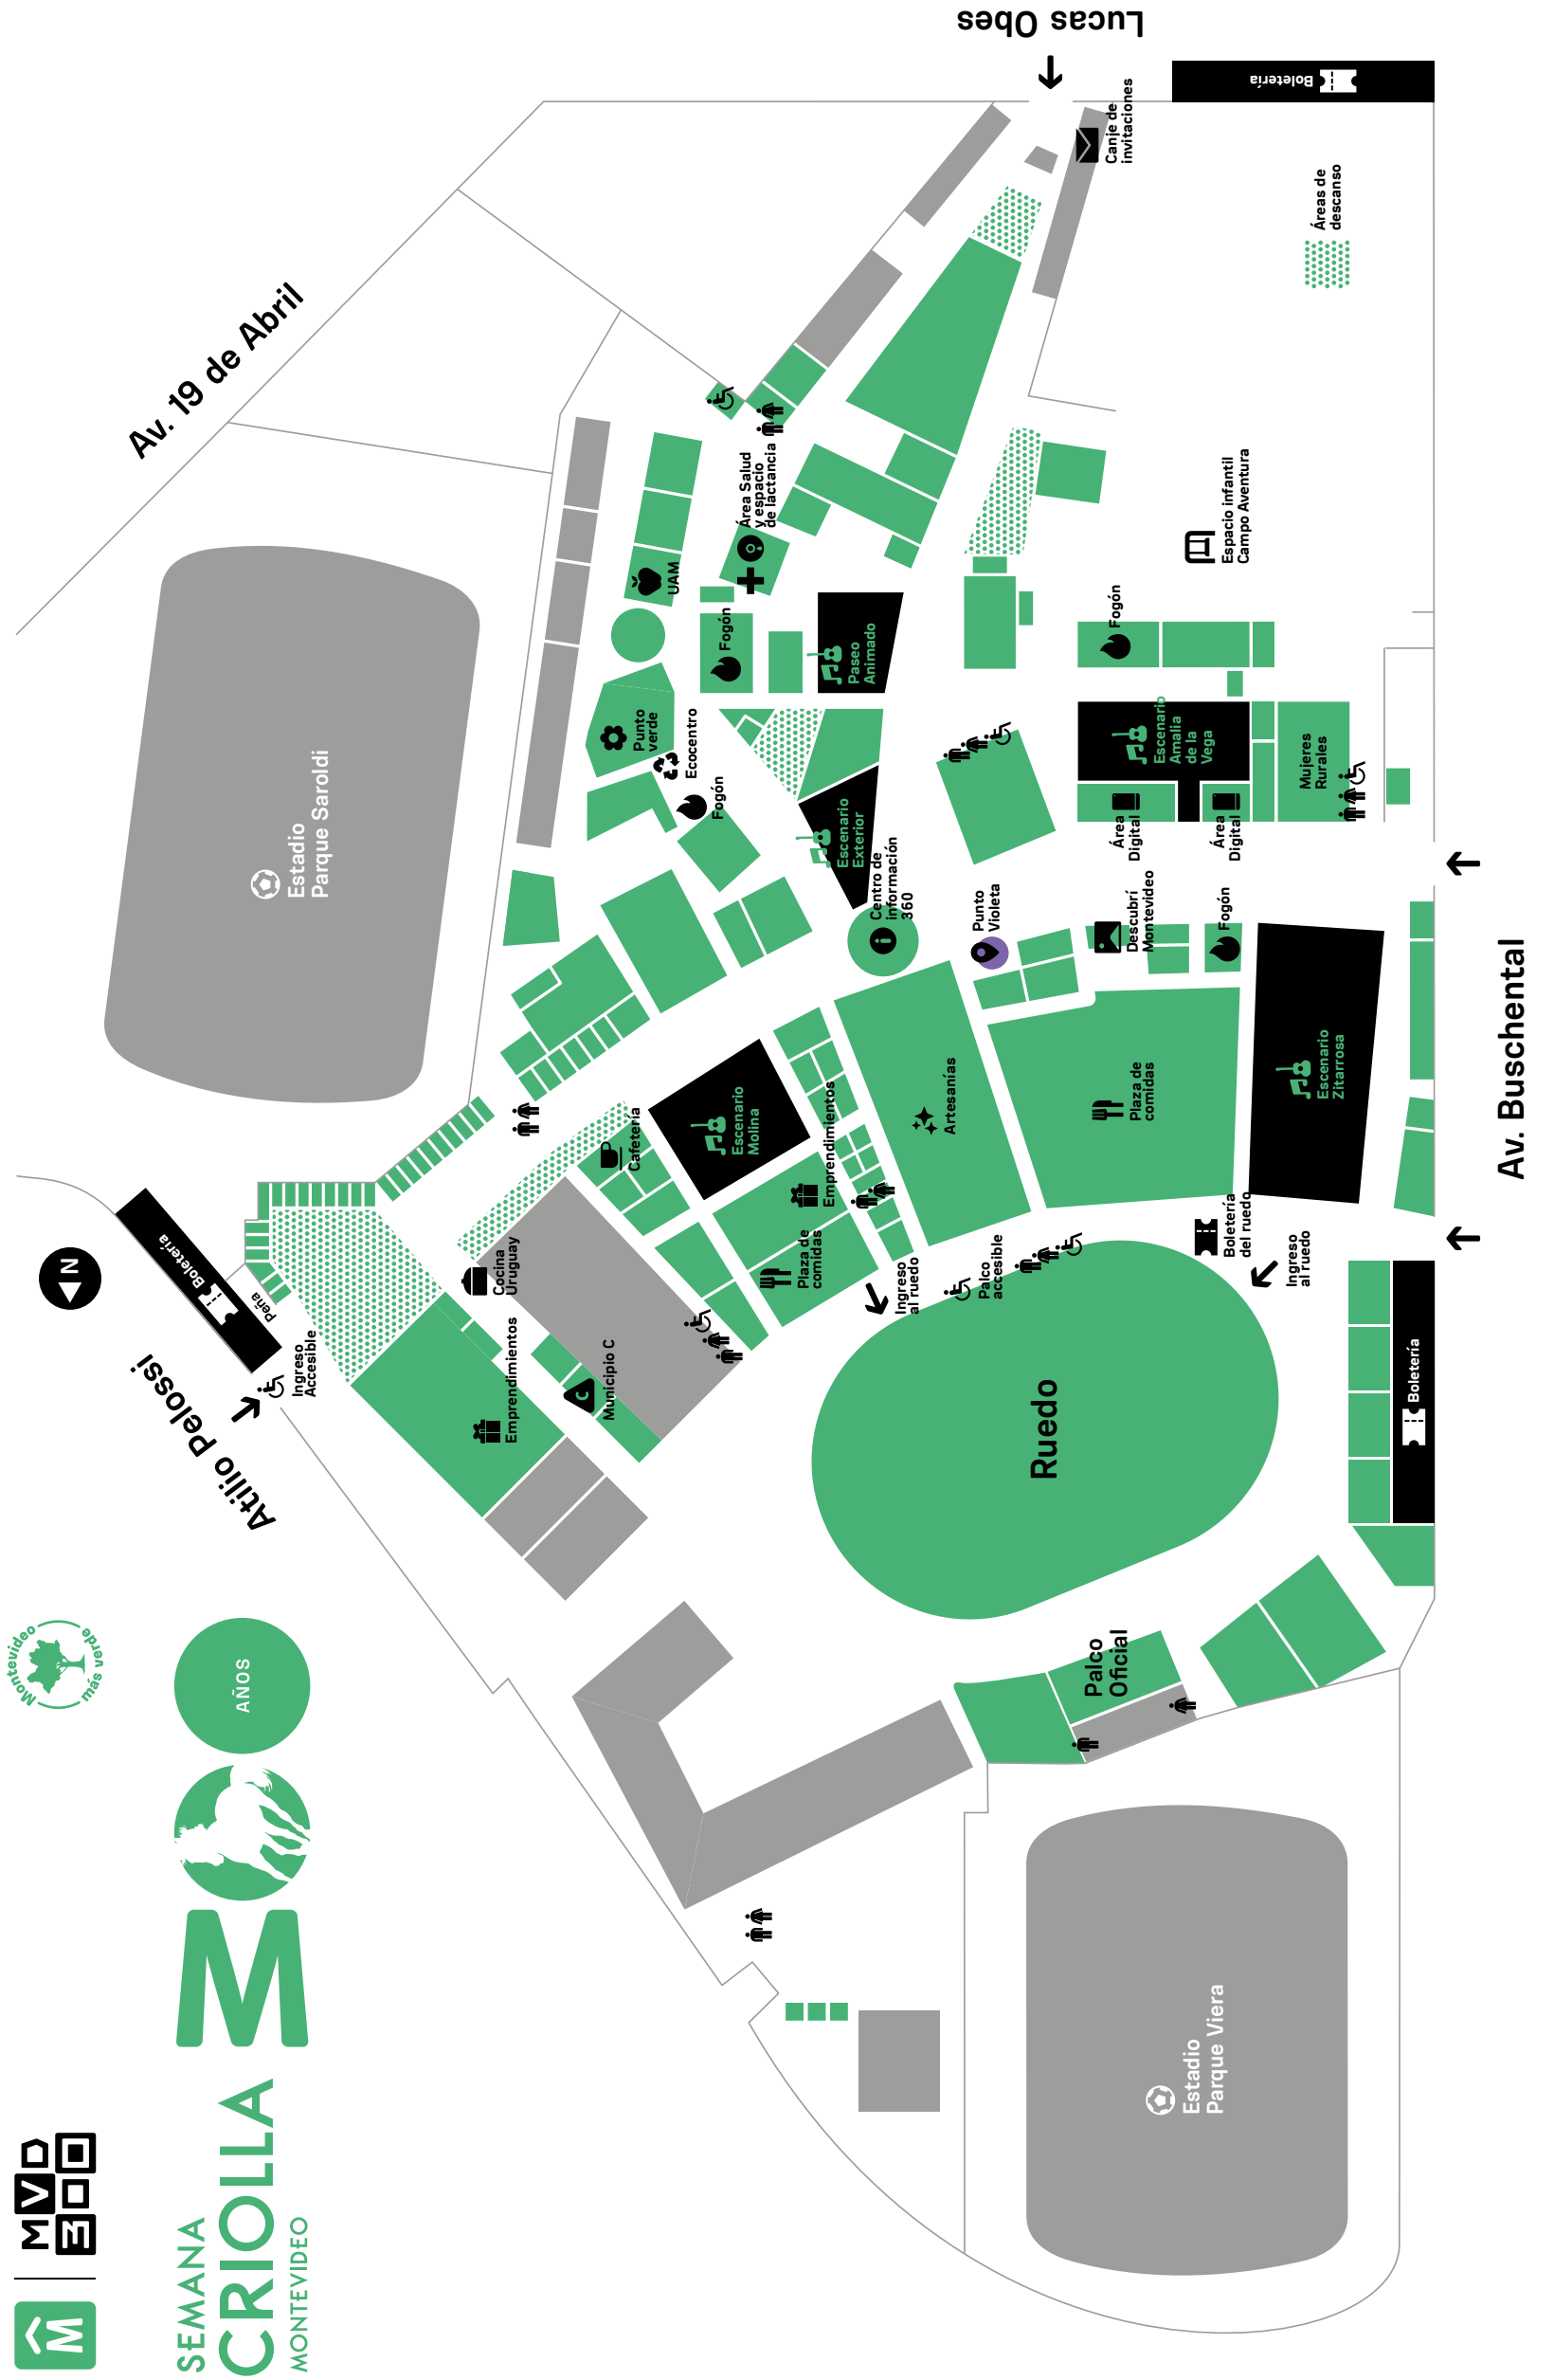 SEMANA
CRIOLLA
MONTEVIDEO
M
AÑOS
M
MVD
Montevideo
más verde
N
Atilio Pelossi
Av. 19 de Abril
Lucas Obes
Av. Buschental
Boletería
Peña
Ingreso
Accesible
Estadio
Parque Saroldi
Emprendimientos
Cocina
Uruguay
C
Municipio C
Cafetería
Escenario
Molina
Plaza de
comidas
Emprendimientos
Artesanías
Ingreso
al ruedo
Palco
accesible
Ruedo
Palco
Oficial
Estadio
Parque Viera
Boletería
Boletería
del ruedo
Ingreso
al ruedo
Plaza de
comidas
Escenario
Zitarrosa
Fogón
Descubrí
Montevideo
Punto
Violeta
Centro de
información
360
Escenario
Exterior
Fogón
Ecocentro
Punto
verde
Fogón
UAM
Área Salud
y espacio
de lactancia
Paseo
Animado
Área
Digital
Área
Digital
Escenario
Amalia
de la
Vega
Mujeres
Rurales
Fogón
Espacio infantil
Campo Aventura
Áreas de
descanso
Canje de
invitaciones
Boletería